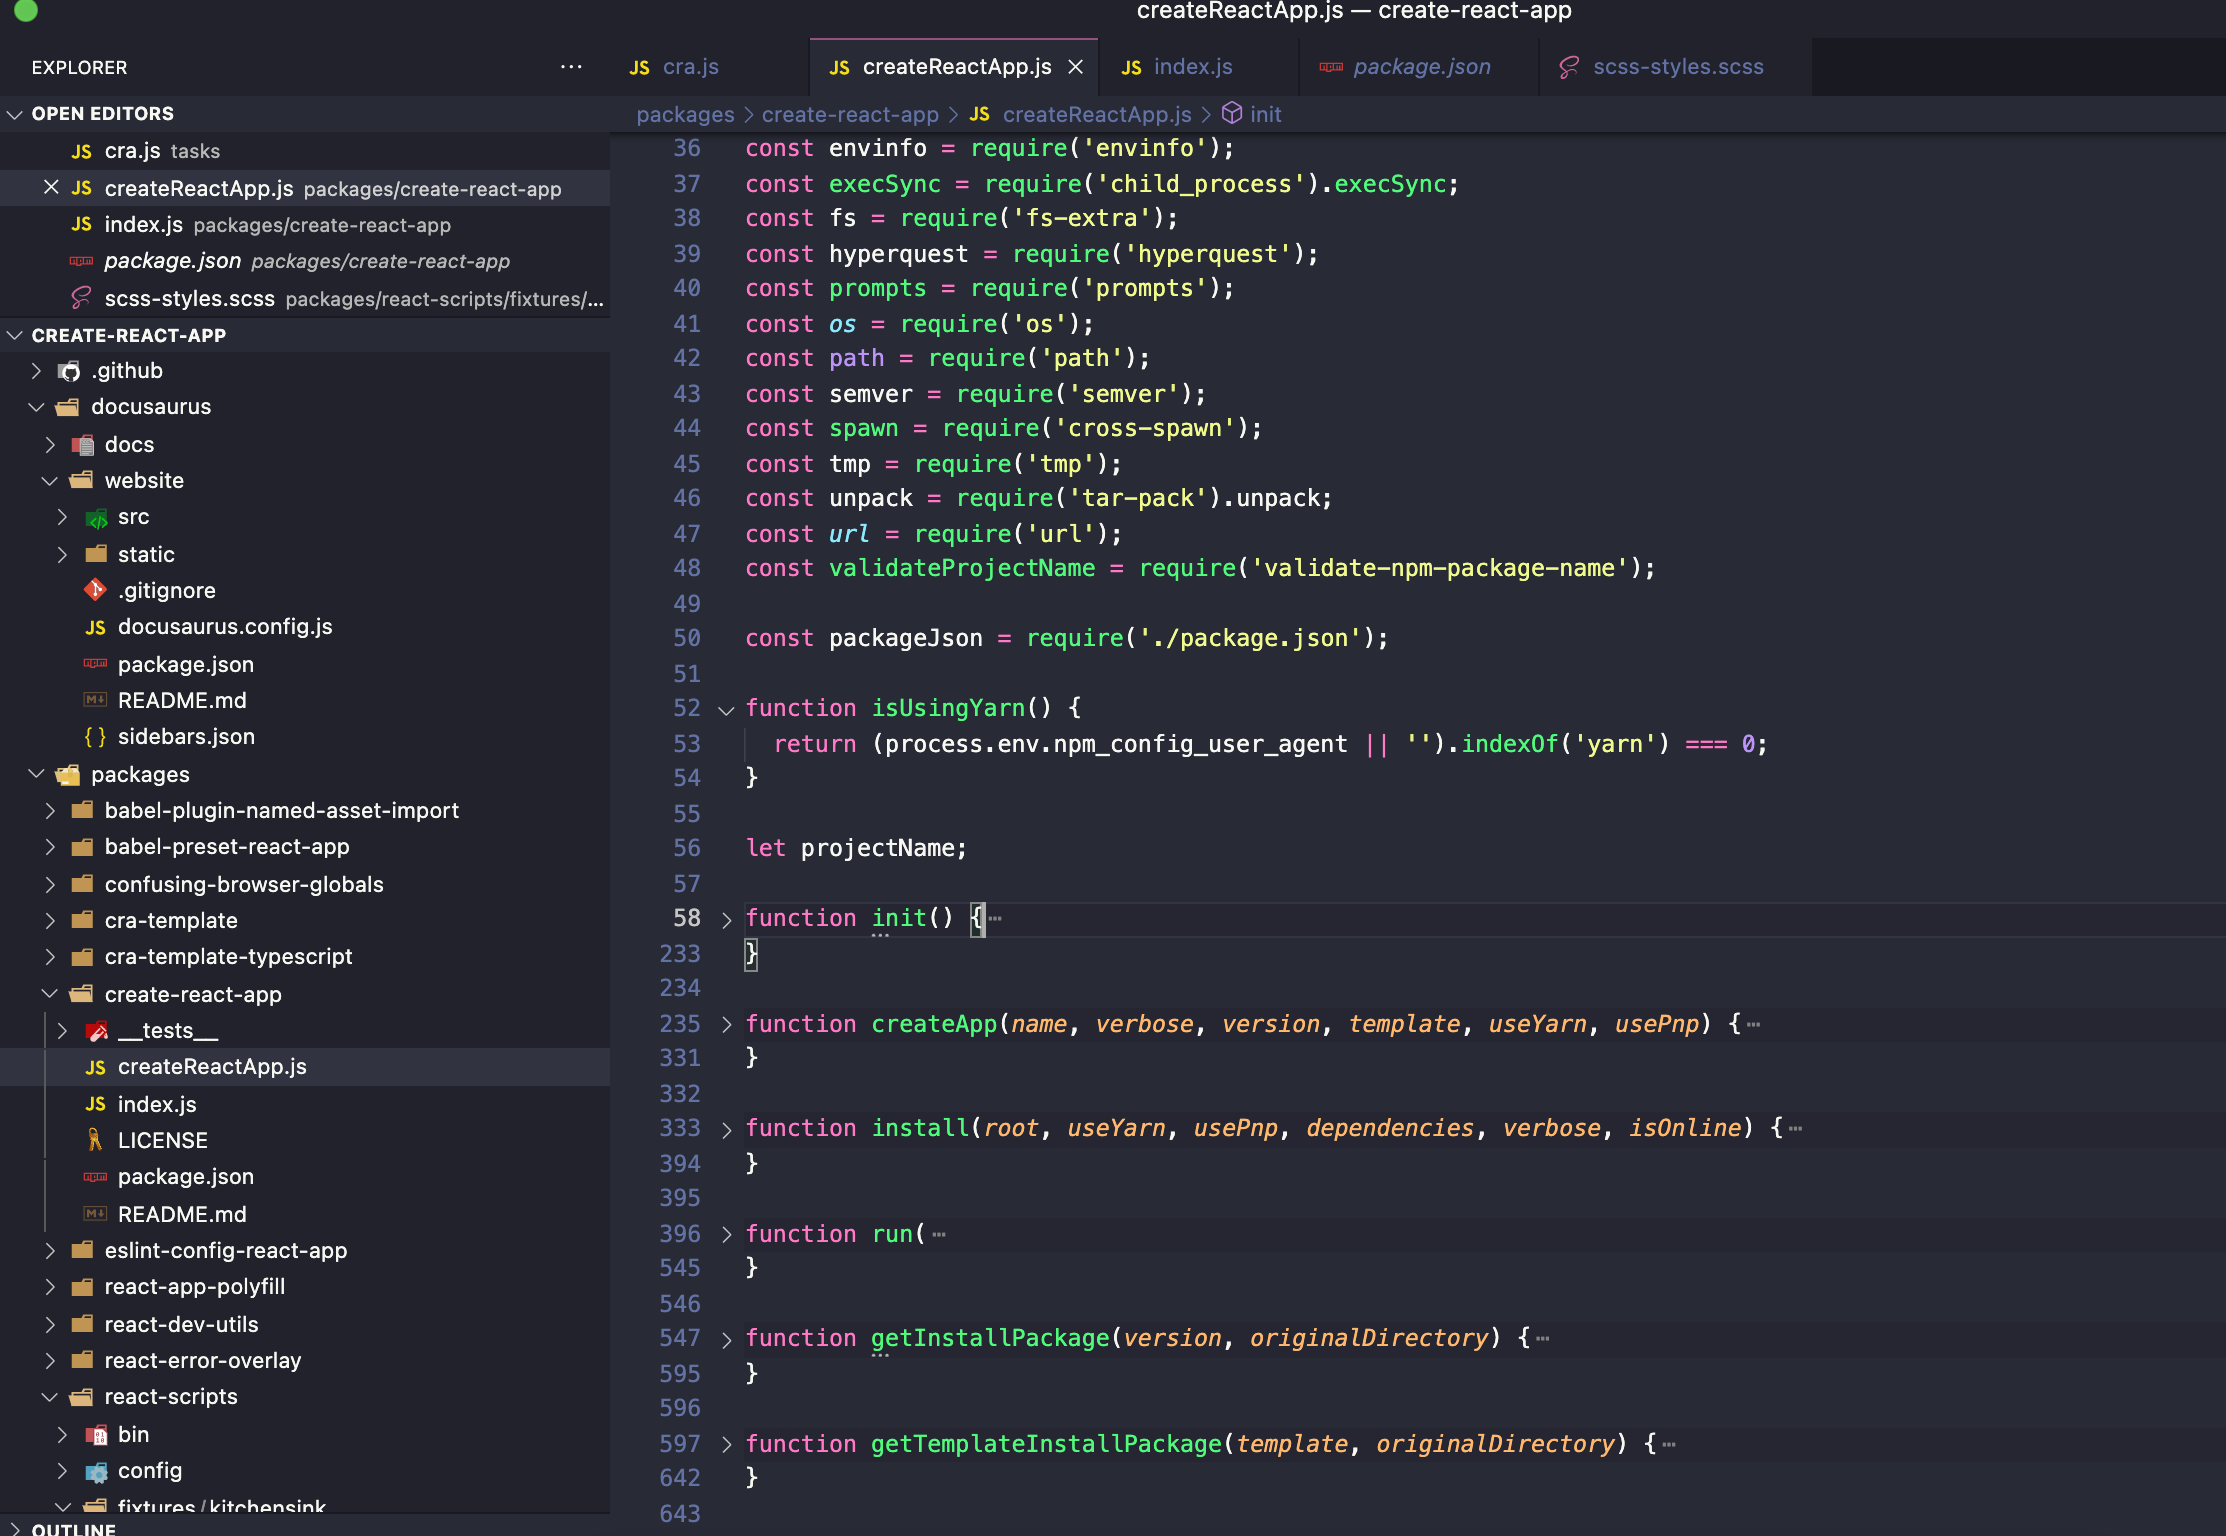 createReactApp.js — create-react-app
EXPLORER ...
JS cra.js
JS createReactApp.js
JS index.js
package.json
scss-styles.scss
OPEN EDITORS
JS cra.js tasks
JS createReactApp.js packages/create-react-app
JS index.js packages/create-react-app
package.json packages/create-react-app
scss-styles.scss packages/react-scripts/fixtures/...
CREATE-REACT-APP
.github
docusaurus
docs
website
src
static
.gitignore
JS docusaurus.config.js
package.json
README.md
{ } sidebars.json
packages
babel-plugin-named-asset-import
babel-preset-react-app
confusing-browser-globals
cra-template
cra-template-typescript
create-react-app
__tests__
JS createReactApp.js
JS index.js
LICENSE
package.json
README.md
eslint-config-react-app
react-app-polyfill
react-dev-utils
react-error-overlay
react-scripts
bin
config
fixtures / kitchensink
OUTLINE
packages > create-react-app > JS createReactApp.js > init
36 const envinfo = require('envinfo');
37 const execSync = require('child_process').execSync;
38 const fs = require('fs-extra');
39 const hyperquest = require('hyperquest');
40 const prompts = require('prompts');
41 const os = require('os');
42 const path = require('path');
43 const semver = require('semver');
44 const spawn = require('cross-spawn');
45 const tmp = require('tmp');
46 const unpack = require('tar-pack').unpack;
47 const url = require('url');
48 const validateProjectName = require('validate-npm-package-name');
49
50 const packageJson = require('./package.json');
51
52 function isUsingYarn() {
53 return (process.env.npm_config_user_agent || '').indexOf('yarn') === 0;
54 }
55
56 let projectName;
57
58 function init() {...
233 }
234
235 function createApp(name, verbose, version, template, useYarn, usePnp) {...
331 }
332
333 function install(root, useYarn, usePnp, dependencies, verbose, isOnline) {...
394 }
395
396 function run(...
545 }
546
547 function getInstallPackage(version, originalDirectory) {...
595 }
596
597 function getTemplateInstallPackage(template, originalDirectory) {...
642 }
643